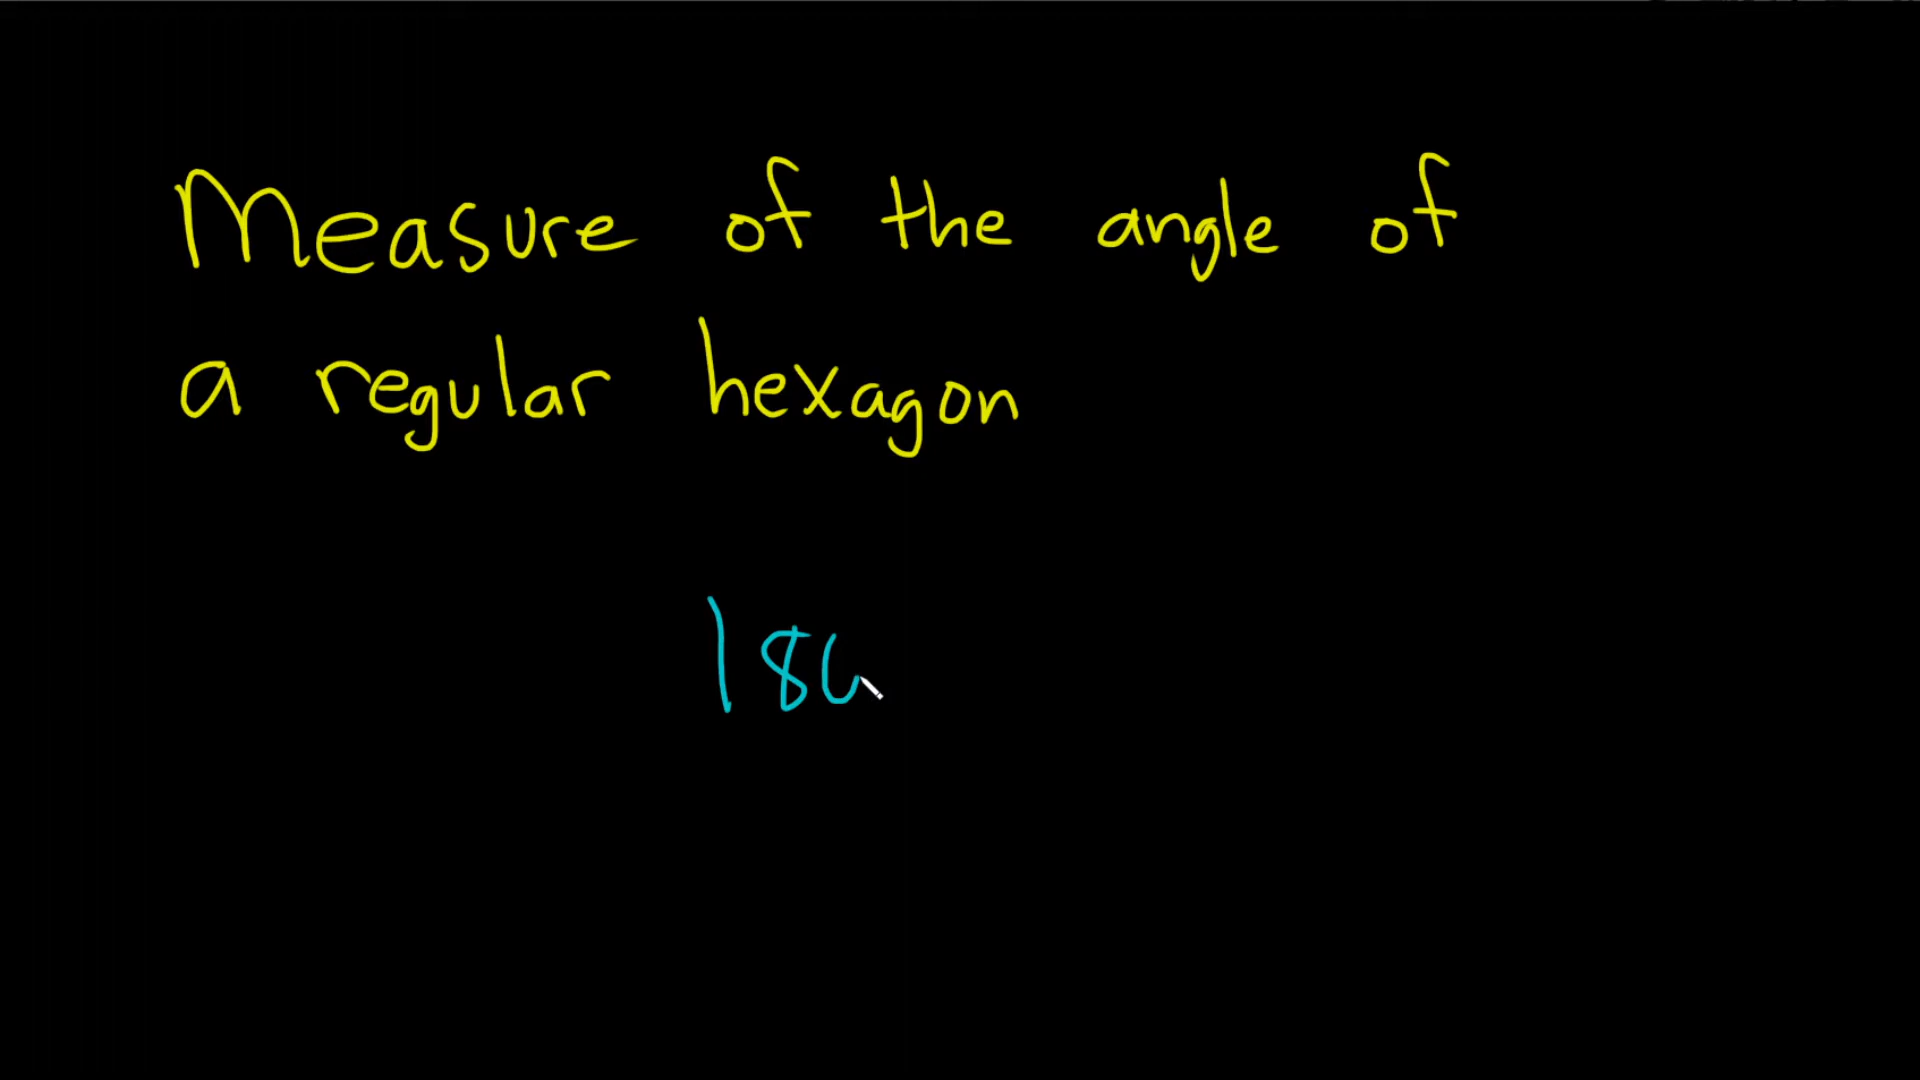 Measure of the angle of
a regular hexagon
18